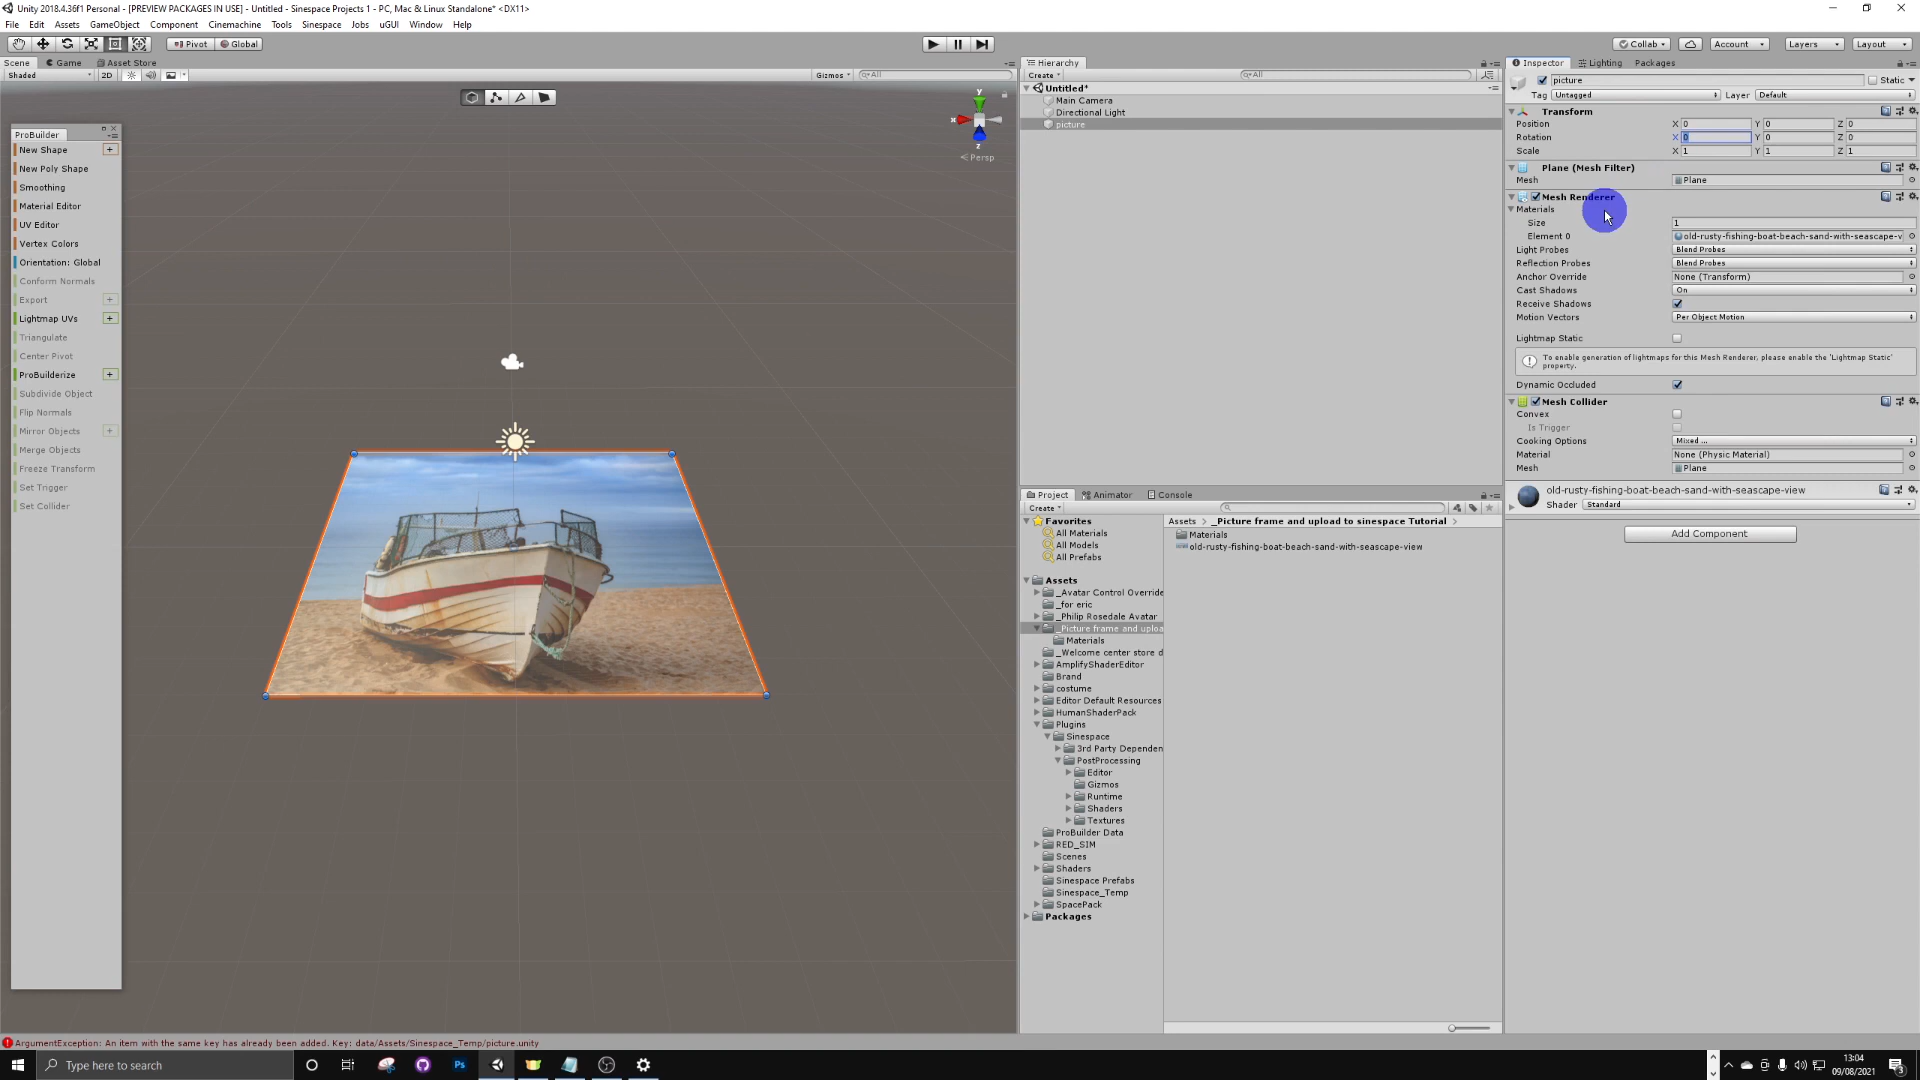 Unity 2018.4.36f1 Personal - [PREVIEW PACKAGES IN USE] - Untitled - Sinespace Projects 1 - PC, Mac & Linux Standalone* <DX11>
File Edit Assets GameObject Component Cinemachine Tools Sinespace Jobs uGUI Window Help
Pivot Global Collab Account Layers Layout
Scene Game Asset Store
Shaded 2D Gizmos All
y
x
z
Persp
ProBuilder
New Shape +
New Poly Shape
Smoothing
Material Editor
UV Editor
Vertex Colors
Orientation: Global
Conform Normals
Export +
Lightmap UVs +
Triangulate
Center Pivot
ProBuilderize +
Subdivide Object
Flip Normals
Mirror Objects +
Merge Objects
Freeze Transform
Set Trigger
Set Collider
Hierarchy
Create All
Untitled*
Main Camera
Directional Light
picture
Project Animator Console
Create
Favorites
All Materials
All Models
All Prefabs
Assets
_Avatar Control Override
_for eric
_Philip Rosedale Avatar
_Picture frame and uploa
Materials
_Welcome center store d
AmplifyShaderEditor
Brand
costume
Editor Default Resources
HumanShaderPack
Plugins
Sinespace
3rd Party Dependen
PostProcessing
Editor
Gizmos
Runtime
Shaders
Textures
ProBuilder Data
RED_SIM
Scenes
Shaders
Sinespace Prefabs
Sinespace_Temp
SpacePack
Packages
Assets > _Picture frame and upload to sinespace Tutorial >
Materials
old-rusty-fishing-boat-beach-sand-with-seascape-view
Inspector Lighting Packages
picture Static
Tag Untagged Layer Default
Transform
Position X 0 Y 0 Z 0
Rotation X 0 Y 0 Z 0
Scale X 1 Y 1 Z 1
Plane (Mesh Filter)
Mesh Plane
Mesh Renderer
Materials
Size 1
Element 0 old-rusty-fishing-boat-beach-sand-with-seascape-v
Light Probes Blend Probes
Reflection Probes Blend Probes
Anchor Override None (Transform)
Cast Shadows On
Receive Shadows
Motion Vectors Per Object Motion
Lightmap Static
To enable generation of lightmaps for this Mesh Renderer, please enable the 'Lightmap Static'
property.
Dynamic Occluded
Mesh Collider
Convex
Is Trigger
Cooking Options Mixed ...
Material None (Physic Material)
Mesh Plane
old-rusty-fishing-boat-beach-sand-with-seascape-view
Shader Standard
Add Component
ArgumentException: An item with the same key has already been added. Key: data/Assets/Sinespace_Temp/picture.unity
Type here to search
Ps
13:04
09/08/2021
3